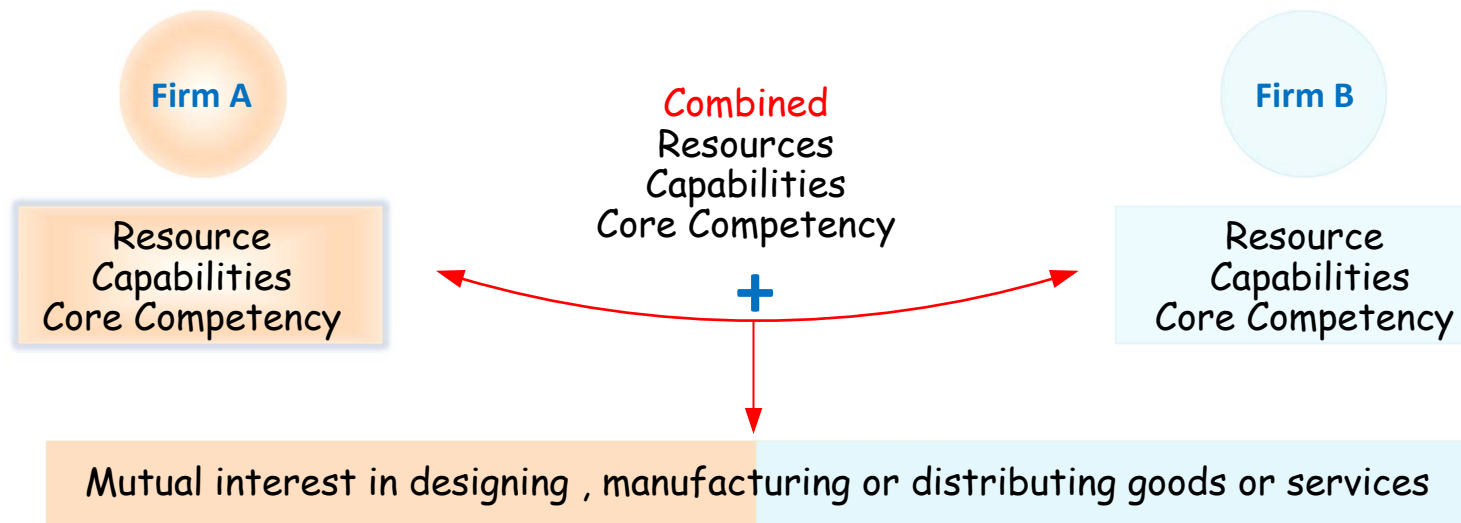 Firm A
Resource
Capabilities
Core Competency
Combined
Resources
Capabilities
Core Competency
+
Firm B
Resource
Capabilities
Core Competency
Mutual interest in designing , manufacturing or distributing goods or services